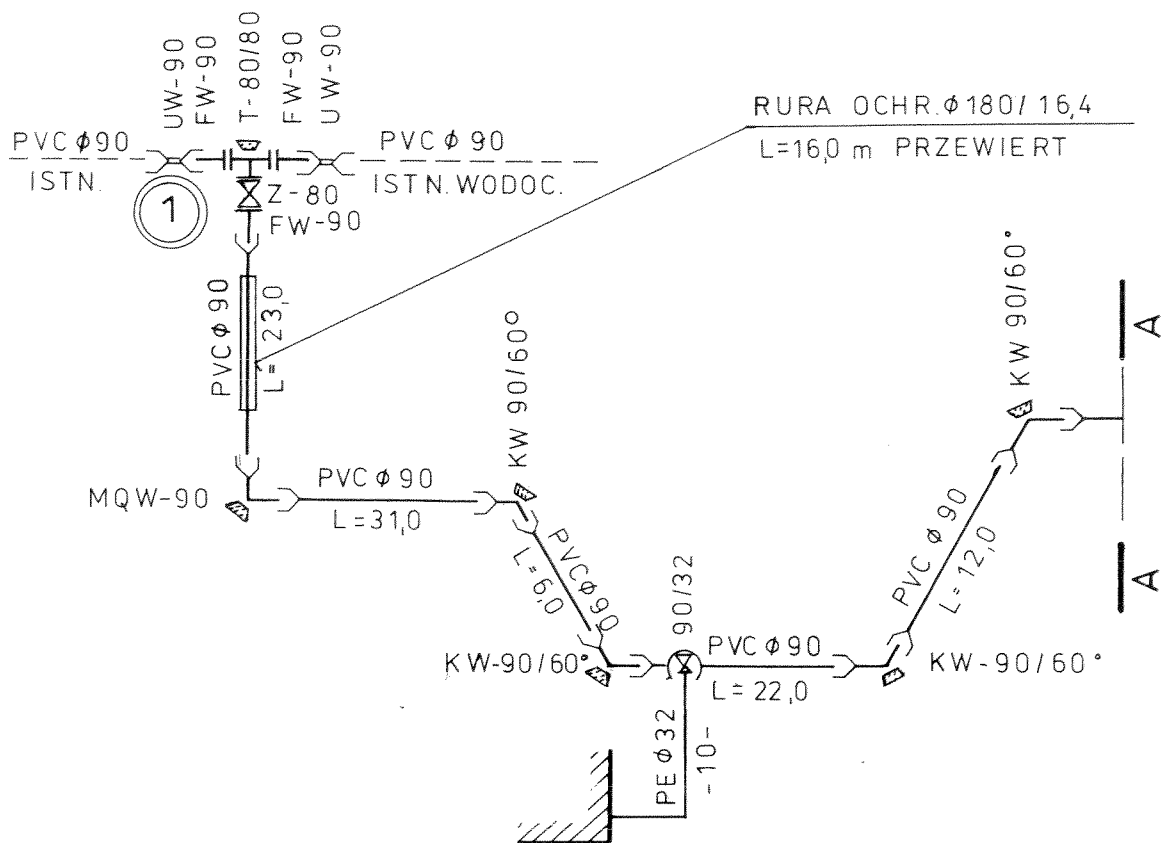 UW-90
FW-90
T-80/80
FW-90
UW-90
PVC ϕ 90
ISTN.
PVC ϕ 90
ISTN. WODOC.
1
Z-80
FW-90
RURA OCHR. ϕ 180/16,4
L=16,0 m PRZEWIERT
PVC ϕ 90
L= 23,0
MQW-90
PVC ϕ 90
L=31,0
KW 90/60°
PVC ϕ 90
L=6,0
KW-90/60°
90/32
PVC ϕ 90
L=22,0
KW-90/60°
PVC ϕ 90
L=12,0
KW 90/60°
A
A
PE ϕ 32
-10-